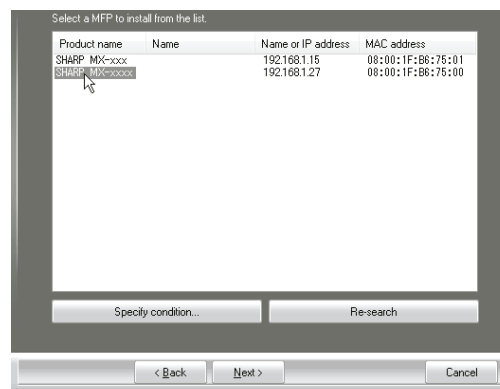 Select a MFP to install from the list.
Product name Name Name or IP address MAC address
SHARP MX-xxx 192.168.1.15 08:00:1F:B6:75:01
SHARP MX-xxxx 192.168.1.27 08:00:1F:B6:75:00
Specify condition... Re-search
< Back Next > Cancel